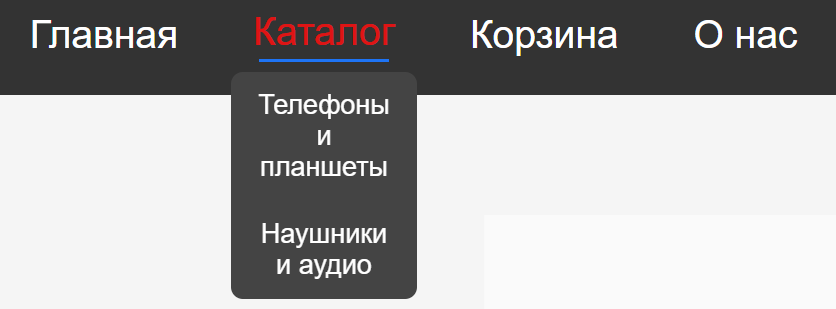 Главная Каталог Корзина О нас
Телефоны
и
планшеты
Наушники
и аудио